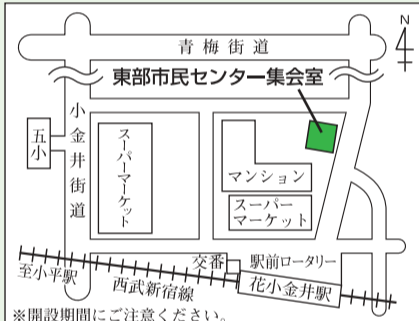 青梅街道
4
N
東部市民センター集会室
小金井街道
五小
スーパーマーケット
マンション
スーパー
マーケット
交番
駅前ロータリー
至小平駅
西武新宿線
花小金井駅
※開設期間にご注意ください。